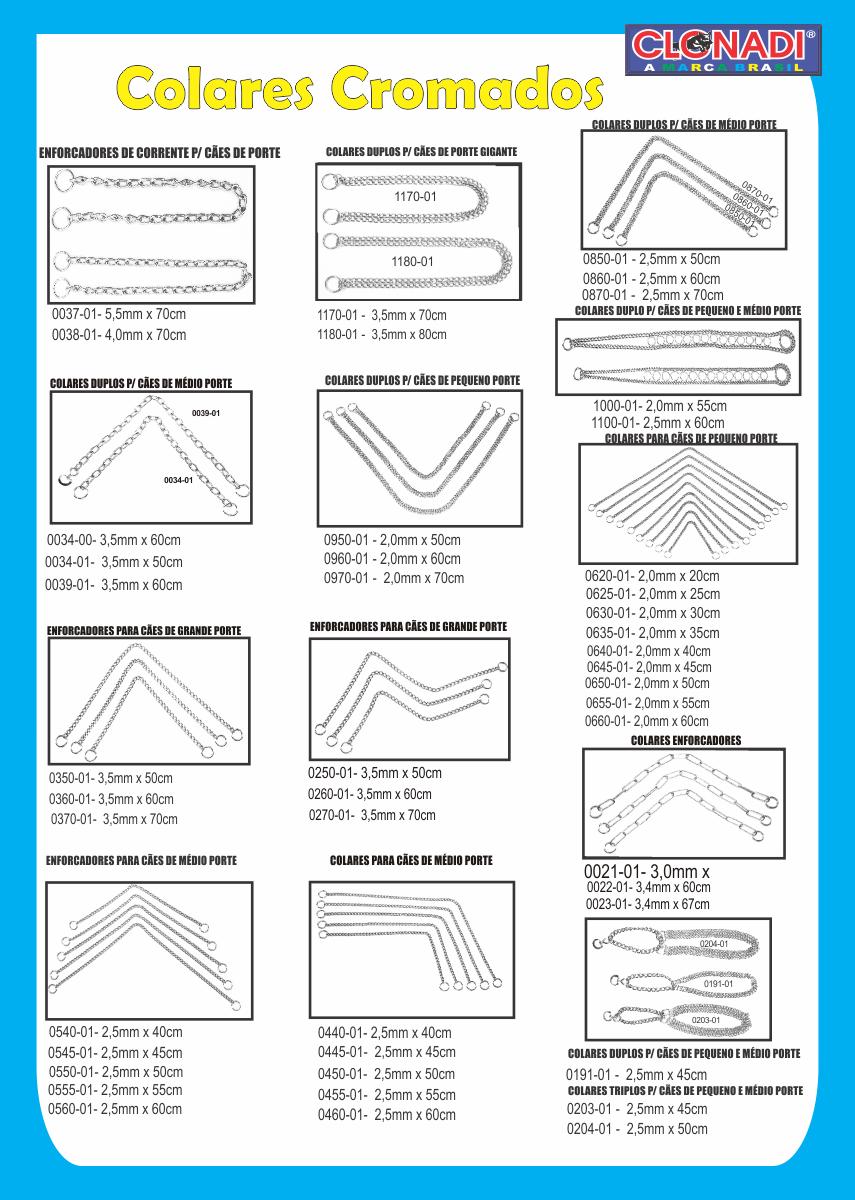 CLONADI®
A MARCA BRASIL
Colares Cromados
ENFORCADORES DE CORRENTE P/ CÃES DE PORTE
0037-01- 5,5mm x 70cm
0038-01- 4,0mm x 70cm
COLARES DUPLOS P/ CÃES DE MÉDIO PORTE
0039-01
0034-01
0034-00- 3,5mm x 60cm
0034-01- 3,5mm x 50cm
0039-01- 3,5mm x 60cm
ENFORCADORES PARA CÃES DE GRANDE PORTE
0350-01- 3,5mm x 50cm
0360-01- 3,5mm x 60cm
0370-01- 3,5mm x 70cm
ENFORCADORES PARA CÃES DE MÉDIO PORTE
0540-01- 2,5mm x 40cm
0545-01- 2,5mm x 45cm
0550-01- 2,5mm x 50cm
0555-01- 2,5mm x 55cm
0560-01- 2,5mm x 60cm
COLARES DUPLOS P/ CÃES DE PORTE GIGANTE
1170-01
1180-01
1170-01 - 3,5mm x 70cm
1180-01 - 3,5mm x 80cm
COLARES DUPLOS P/ CÃES DE PEQUENO PORTE
0950-01 - 2,0mm x 50cm
0960-01 - 2,0mm x 60cm
0970-01 - 2,0mm x 70cm
ENFORCADORES PARA CÃES DE GRANDE PORTE
0250-01- 3,5mm x 50cm
0260-01- 3,5mm x 60cm
0270-01- 3,5mm x 70cm
COLARES PARA CÃES DE MÉDIO PORTE
0440-01- 2,5mm x 40cm
0445-01- 2,5mm x 45cm
0450-01- 2,5mm x 50cm
0455-01- 2,5mm x 55cm
0460-01- 2,5mm x 60cm
COLARES DUPLOS P/ CÃES DE MÉDIO PORTE
0870-01
0860-01
0850-01
0850-01 - 2,5mm x 50cm
0860-01 - 2,5mm x 60cm
0870-01 - 2,5mm x 70cm
COLARES DUPLO P/ CÃES DE PEQUENO E MÉDIO PORTE
1000-01- 2,0mm x 55cm
1100-01- 2,5mm x 60cm
COLARES PARA CÃES DE PEQUENO PORTE
0620-01- 2,0mm x 20cm
0625-01- 2,0mm x 25cm
0630-01- 2,0mm x 30cm
0635-01- 2,0mm x 35cm
0640-01- 2,0mm x 40cm
0645-01- 2,0mm x 45cm
0650-01- 2,0mm x 50cm
0655-01- 2,0mm x 55cm
0660-01- 2,0mm x 60cm
COLARES ENFORCADORES
0021-01- 3,0mm x
0022-01- 3,4mm x 60cm
0023-01- 3,4mm x 67cm
0204-01
0191-01
0203-01
COLARES DUPLOS P/ CÃES DE PEQUENO E MÉDIO PORTE
0191-01 - 2,5mm x 45cm
COLARES TRIPLOS P/ CÃES DE PEQUENO E MÉDIO PORTE
0203-01 - 2,5mm x 45cm
0204-01 - 2,5mm x 50cm